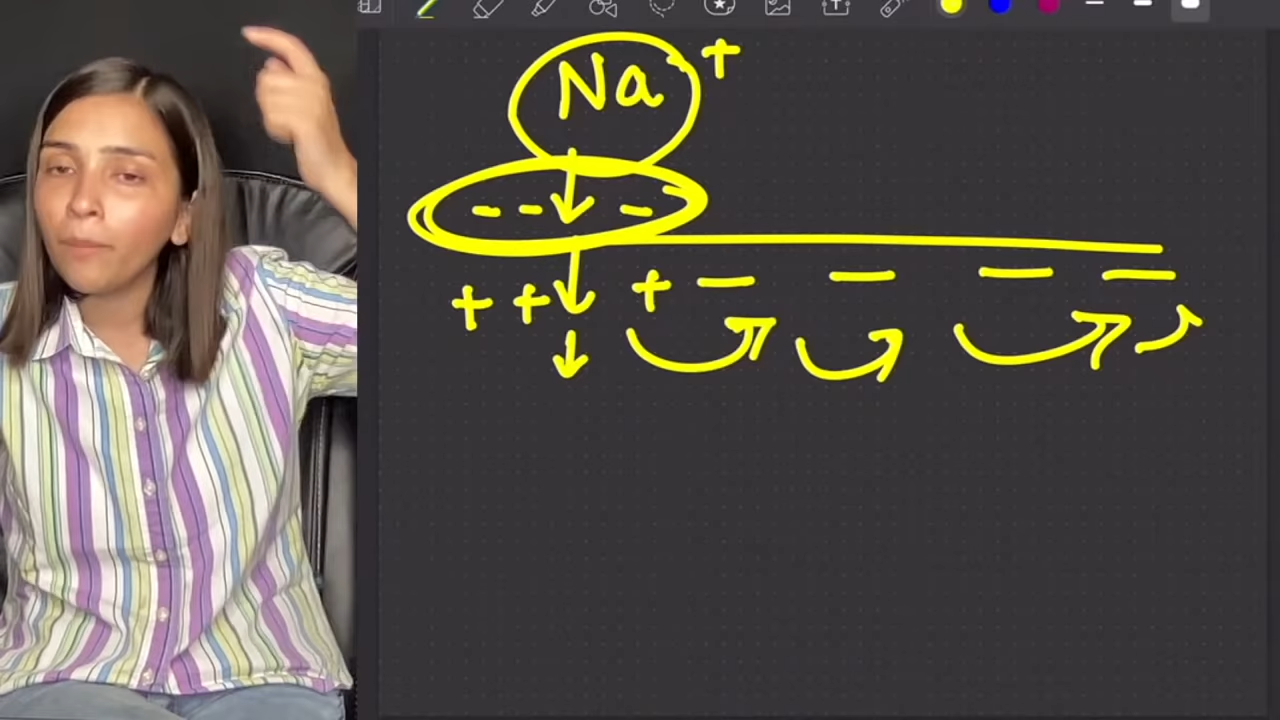 Na +
-- -
+ + + - - - -